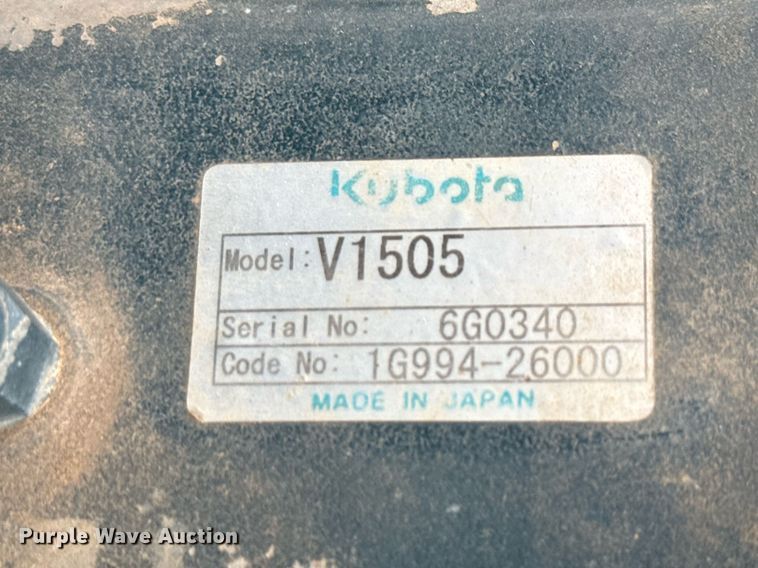 Kubota
Model: V1505
Serial No: 6G0340
Code No: 1G994-26000
MADE IN JAPAN
Purple Wave Auction